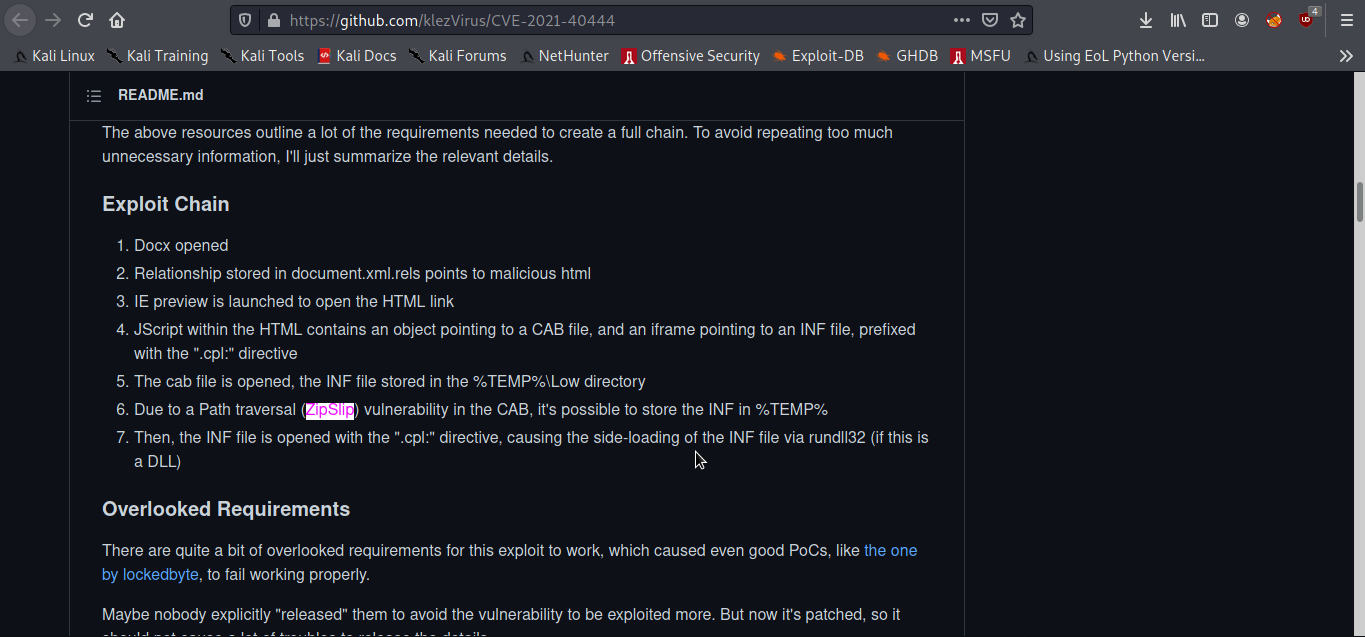 https://github.com/klezVirus/CVE-2021-40444
4
Kali Linux Kali Training Kali Tools Kali Docs Kali Forums NetHunter Offensive Security Exploit-DB GHDB MSFU Using EoL Python Versi...
README.md
The above resources outline a lot of the requirements needed to create a full chain. To avoid repeating too much
unnecessary information, I'll just summarize the relevant details.
Exploit Chain
1. Docx opened
2. Relationship stored in document.xml.rels points to malicious html
3. IE preview is launched to open the HTML link
4. JScript within the HTML contains an object pointing to a CAB file, and an iframe pointing to an INF file, prefixed
with the ".cpl:" directive
5. The cab file is opened, the INF file stored in the %TEMP%\Low directory
6. Due to a Path traversal (ZipSlip) vulnerability in the CAB, it's possible to store the INF in %TEMP%
7. Then, the INF file is opened with the ".cpl:" directive, causing the side-loading of the INF file via rundll32 (if this is
a DLL)
Overlooked Requirements
There are quite a bit of overlooked requirements for this exploit to work, which caused even good PoCs, like the one
by lockedbyte, to fail working properly.
Maybe nobody explicitly "released" them to avoid the vulnerability to be exploited more. But now it's patched, so it
should not cause a lot of troubles to release the details.